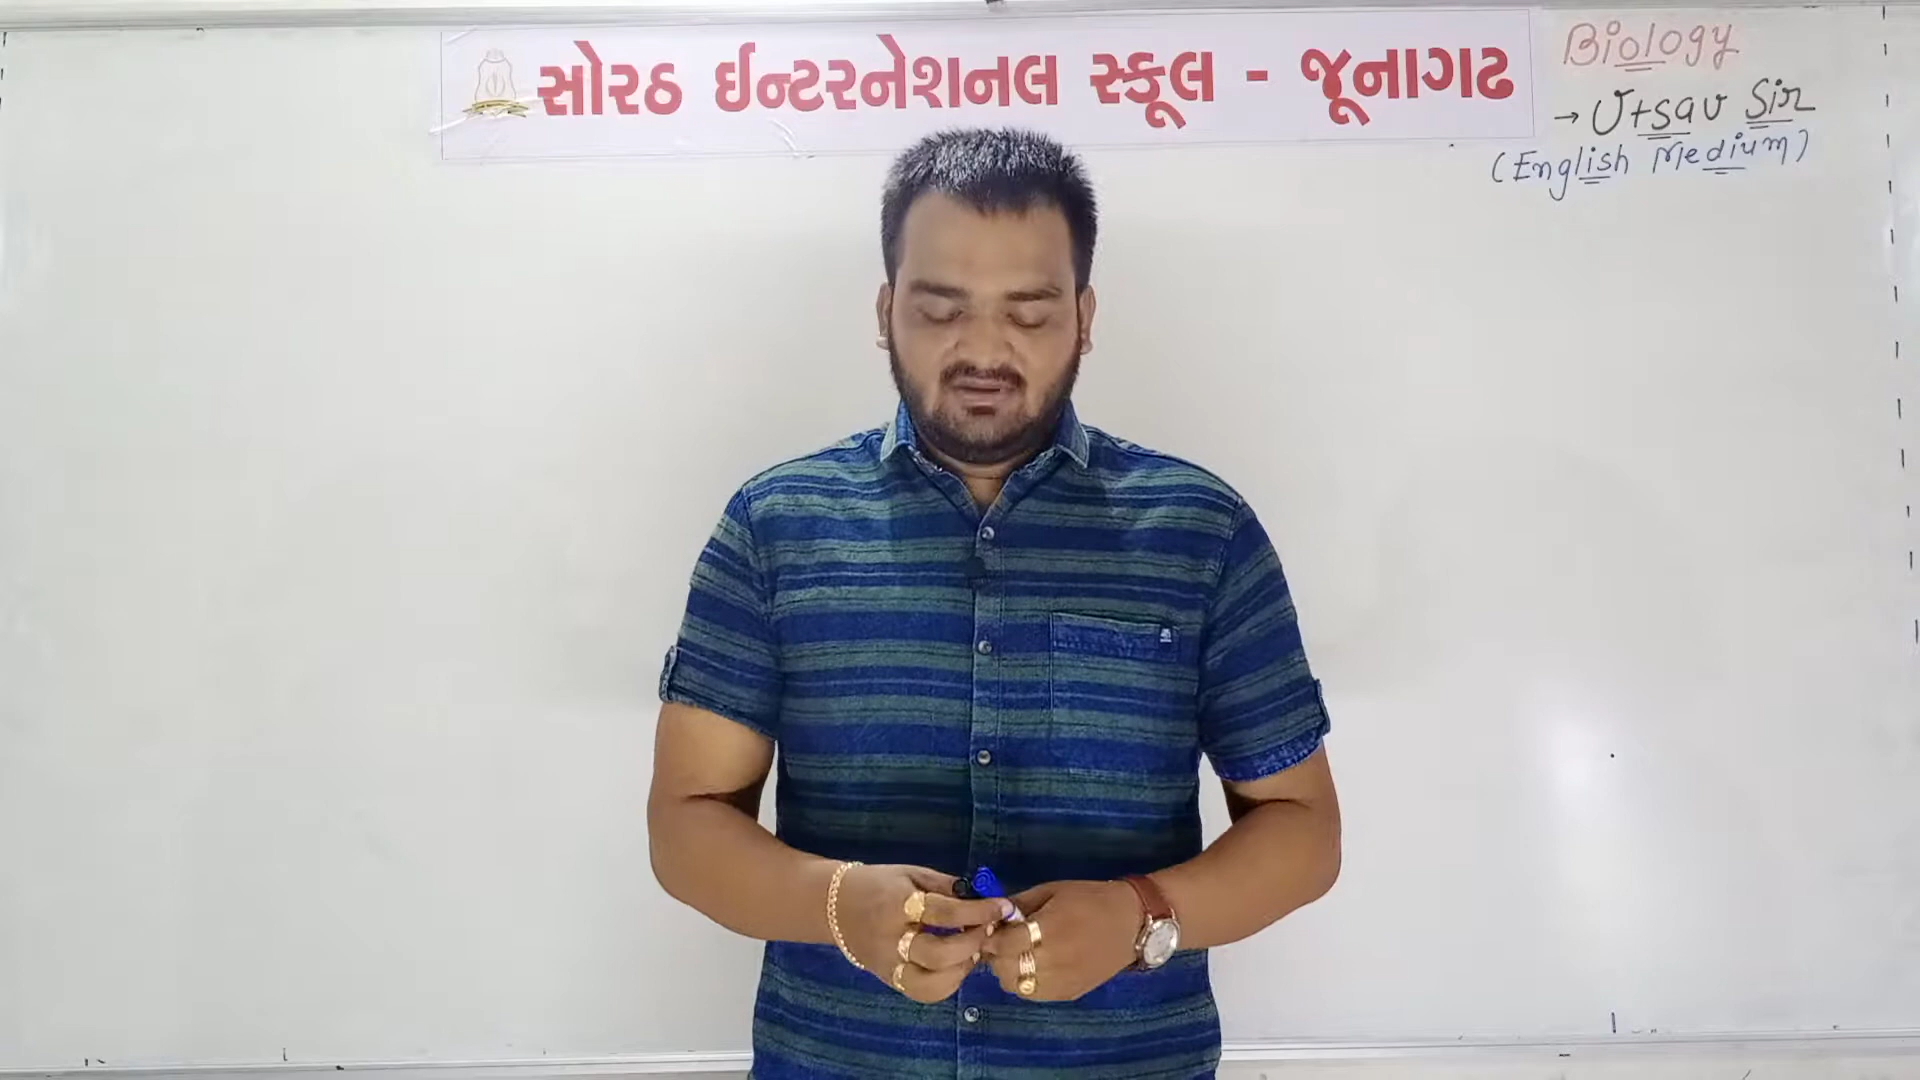 સોરઠ ઈન્ટરનેશનલ સ્કૂલ - જૂનાગઢ
Biology
→ Utsav Sir
(English Medium)